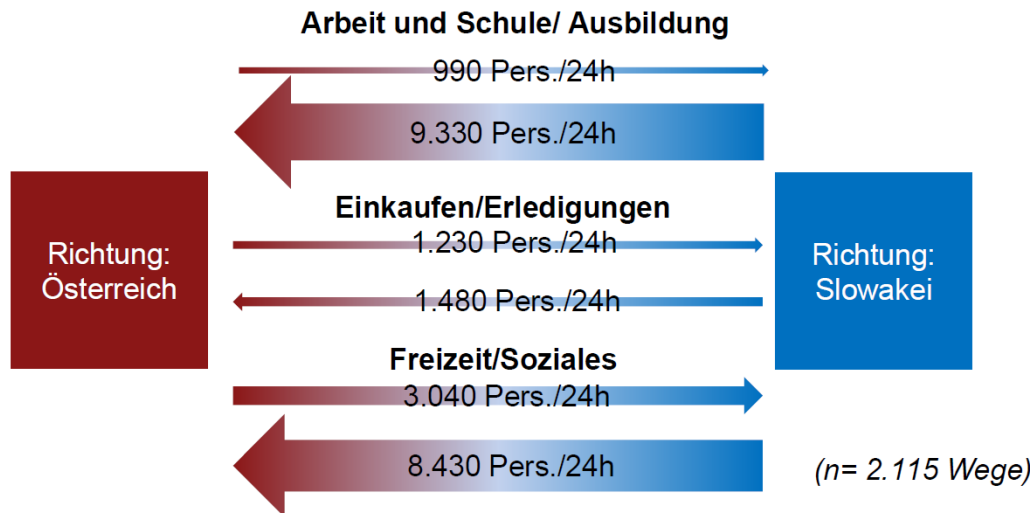 Arbeit und Schule/ Ausbildung
990 Pers./24h
9.330 Pers./24h
Einkaufen/Erledigungen
1.230 Pers./24h
Richtung:
Österreich
Richtung:
Slowakei
1.480 Pers./24h
Freizeit/Soziales
3.040 Pers./24h
8.430 Pers./24h
(n= 2.115 Wege)